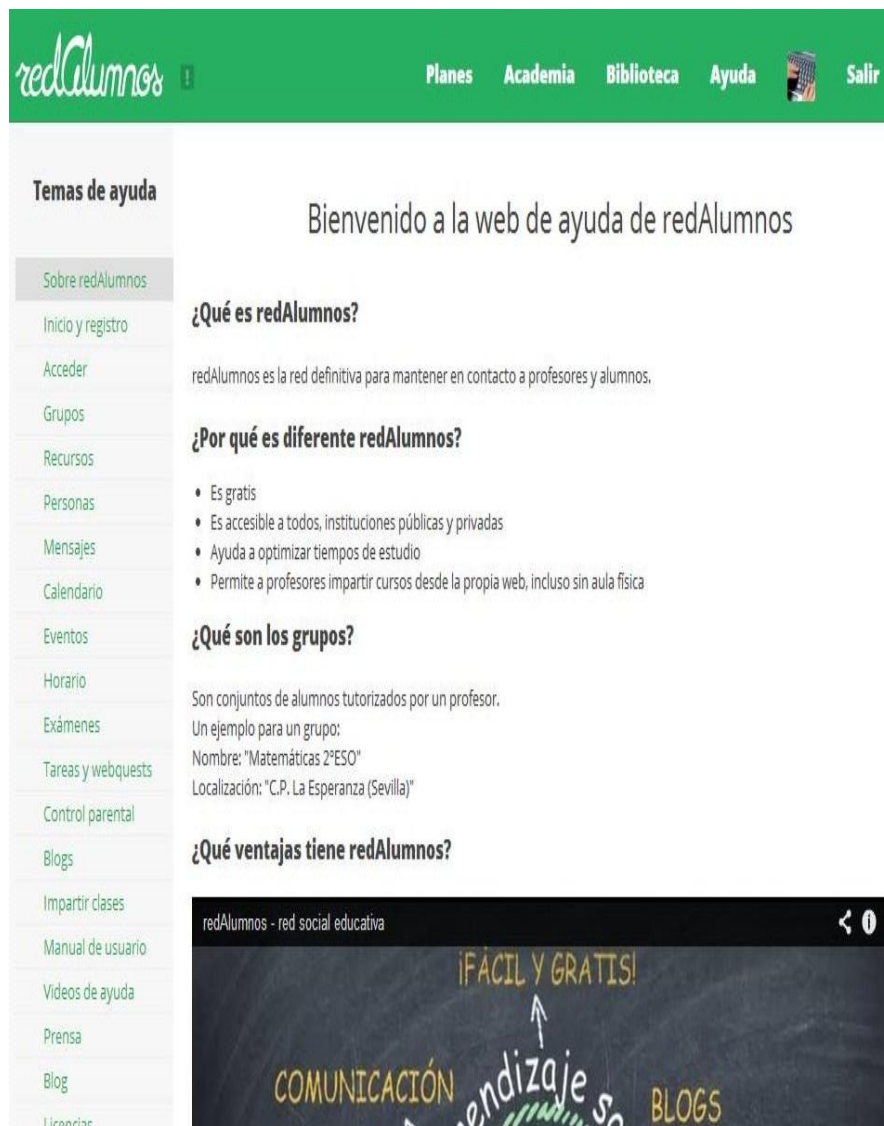 redAlumnos
!
Planes Academia Biblioteca Ayuda Salir
Temas de ayuda
Sobre redAlumnos
Inicio y registro
Acceder
Grupos
Recursos
Personas
Mensajes
Calendario
Eventos
Horario
Exámenes
Tareas y webquests
Control parental
Blogs
Impartir clases
Manual de usuario
Videos de ayuda
Prensa
Blog
Licencias
Bienvenido a la web de ayuda de redAlumnos
¿Qué es redAlumnos?
redAlumnos es la red definitiva para mantener en contacto a profesores y alumnos.
¿Por qué es diferente redAlumnos?
• Es gratis
• Es accesible a todos, instituciones públicas y privadas
• Ayuda a optimizar tiempos de estudio
• Permite a profesores impartir cursos desde la propia web, incluso sin aula física
¿Qué son los grupos?
Son conjuntos de alumnos tutorizados por un profesor.
Un ejemplo para un grupo:
Nombre: "Matemáticas 2ºESO"
Localización: "C.P. La Esperanza (Sevilla)"
¿Qué ventajas tiene redAlumnos?
redAlumnos - red social educativa
¡FÁCIL Y GRATIS!
COMUNICACIÓN
BLOGS